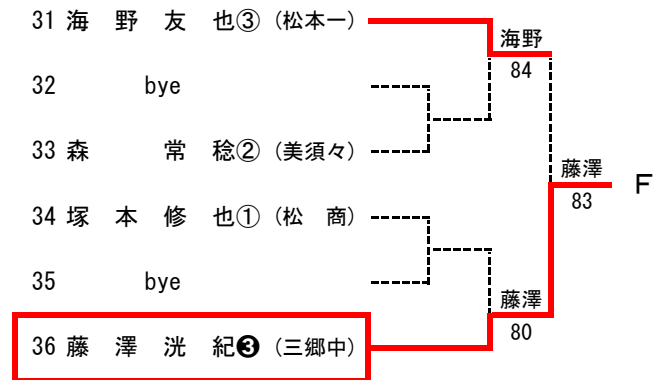 31 海 野 友 也③ (松本一)
海野
84
32 bye
33 森 常 稔② (美須々)
藤澤
83
F
34 塚 本 修 也① (松 商)
35 bye
藤澤
80
36 藤 澤 洸 紀❸ (三郷中)